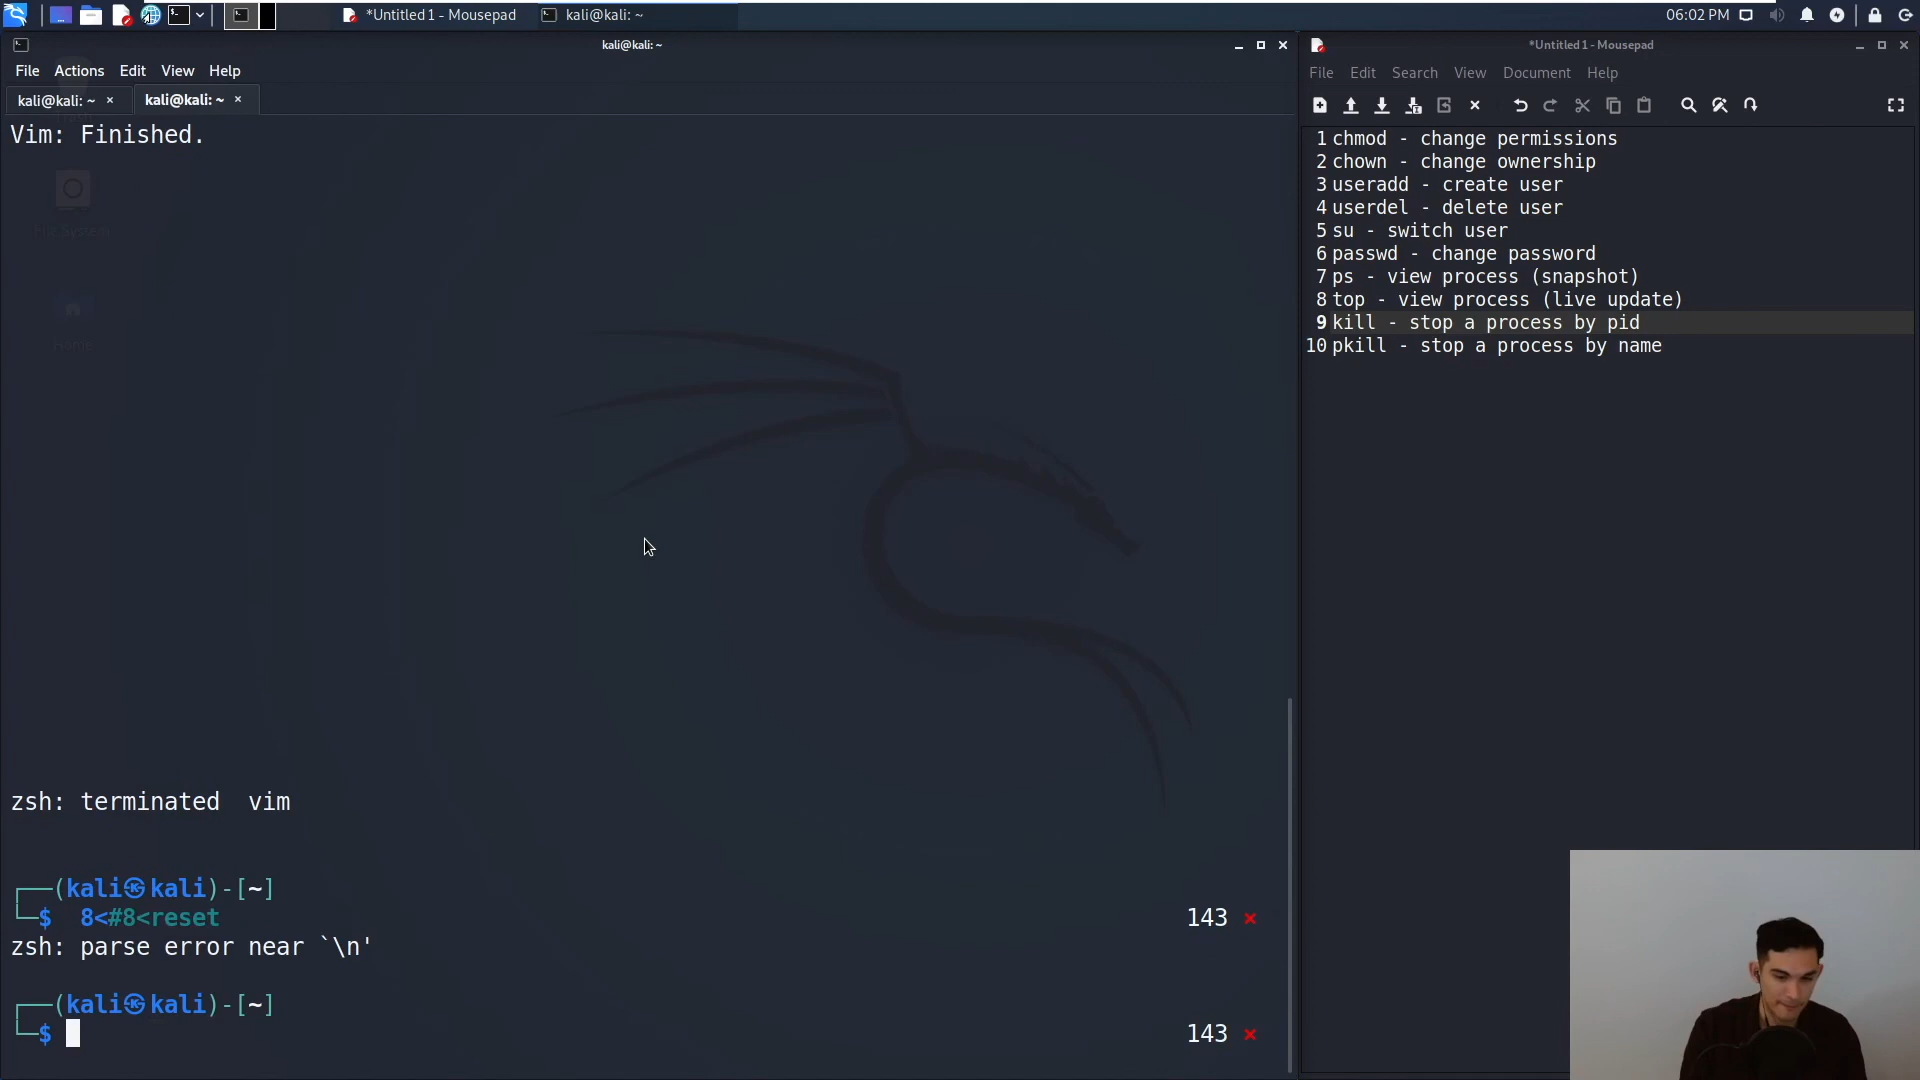 *Untitled 1 - Mousepad
kali@kali: ~
06:02 PM
kali@kali: ~
File Actions Edit View Help
kali@kali: ~ ×
kali@kali: ~ ×
Vim: Finished.
File System
Home
zsh: terminated  vim
┌──(kali㉿kali)-[~]
└─$ 8<#8<reset 143 ⨯
zsh: parse error near `\n'
┌──(kali㉿kali)-[~]
└─$ 143 ⨯
*Untitled 1 - Mousepad
File Edit Search View Document Help
1 chmod - change permissions
2 chown - change ownership
3 useradd - create user
4 userdel - delete user
5 su - switch user
6 passwd - change password
7 ps - view process (snapshot)
8 top - view process (live update)
9 kill - stop a process by pid
10 pkill - stop a process by name